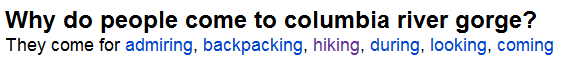 Why do people come to columbia river gorge?
They come for admiring, backpacking, hiking, during, looking, coming